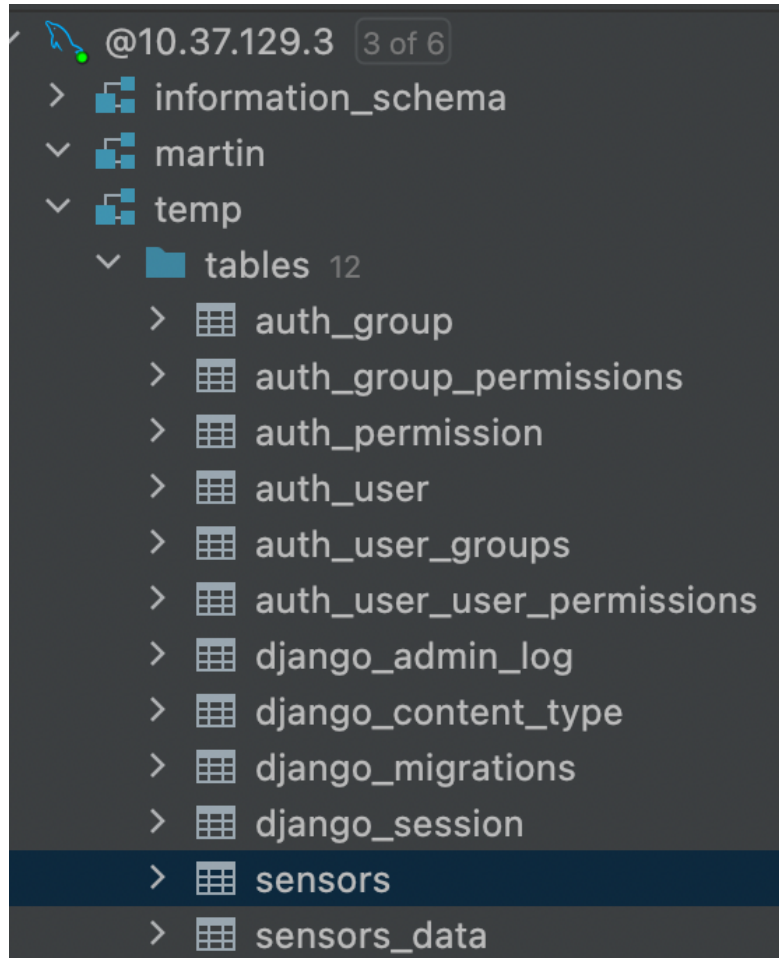 @10.37.129.3 3 of 6
information_schema
martin
temp
tables 12
auth_group
auth_group_permissions
auth_permission
auth_user
auth_user_groups
auth_user_user_permissions
django_admin_log
django_content_type
django_migrations
django_session
sensors
sensors_data